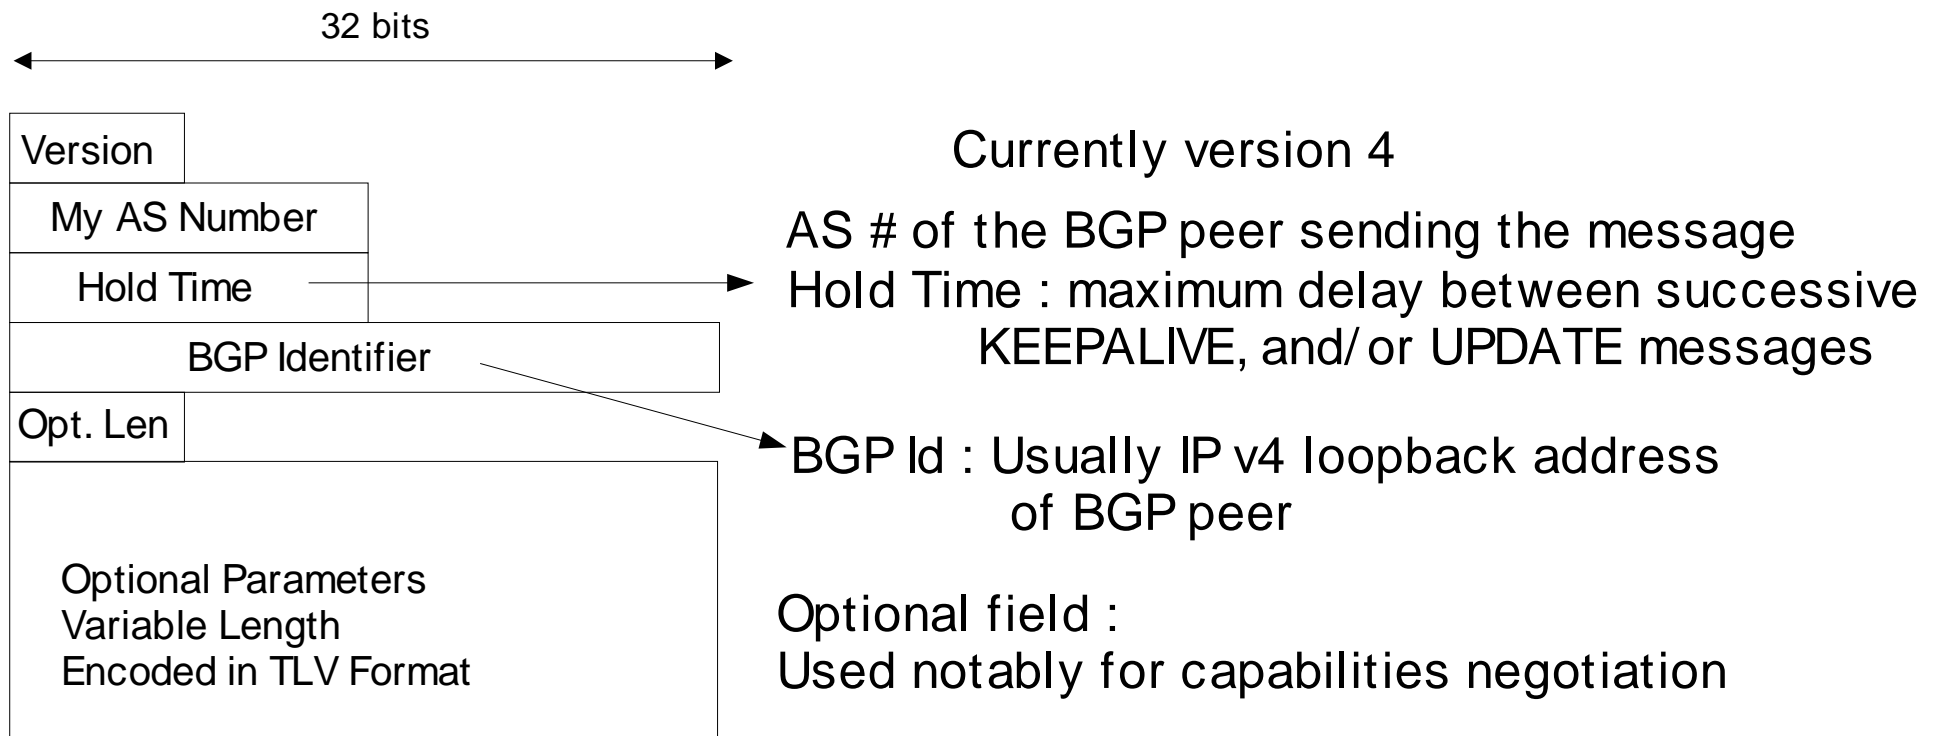 32 bits
Version
Currently version 4
My AS Number
AS # of the BGP peer sending the message
Hold Time
Hold Time : maximum delay between successive
KEEPALIVE, and/or UPDATE messages
BGP Identifier
Opt. Len
BGP Id : Usually IPv4 loopback address
of BGP peer
Optional Parameters
Variable Length
Encoded in TLV Format
Optional field :
Used notably for capabilities negotiation